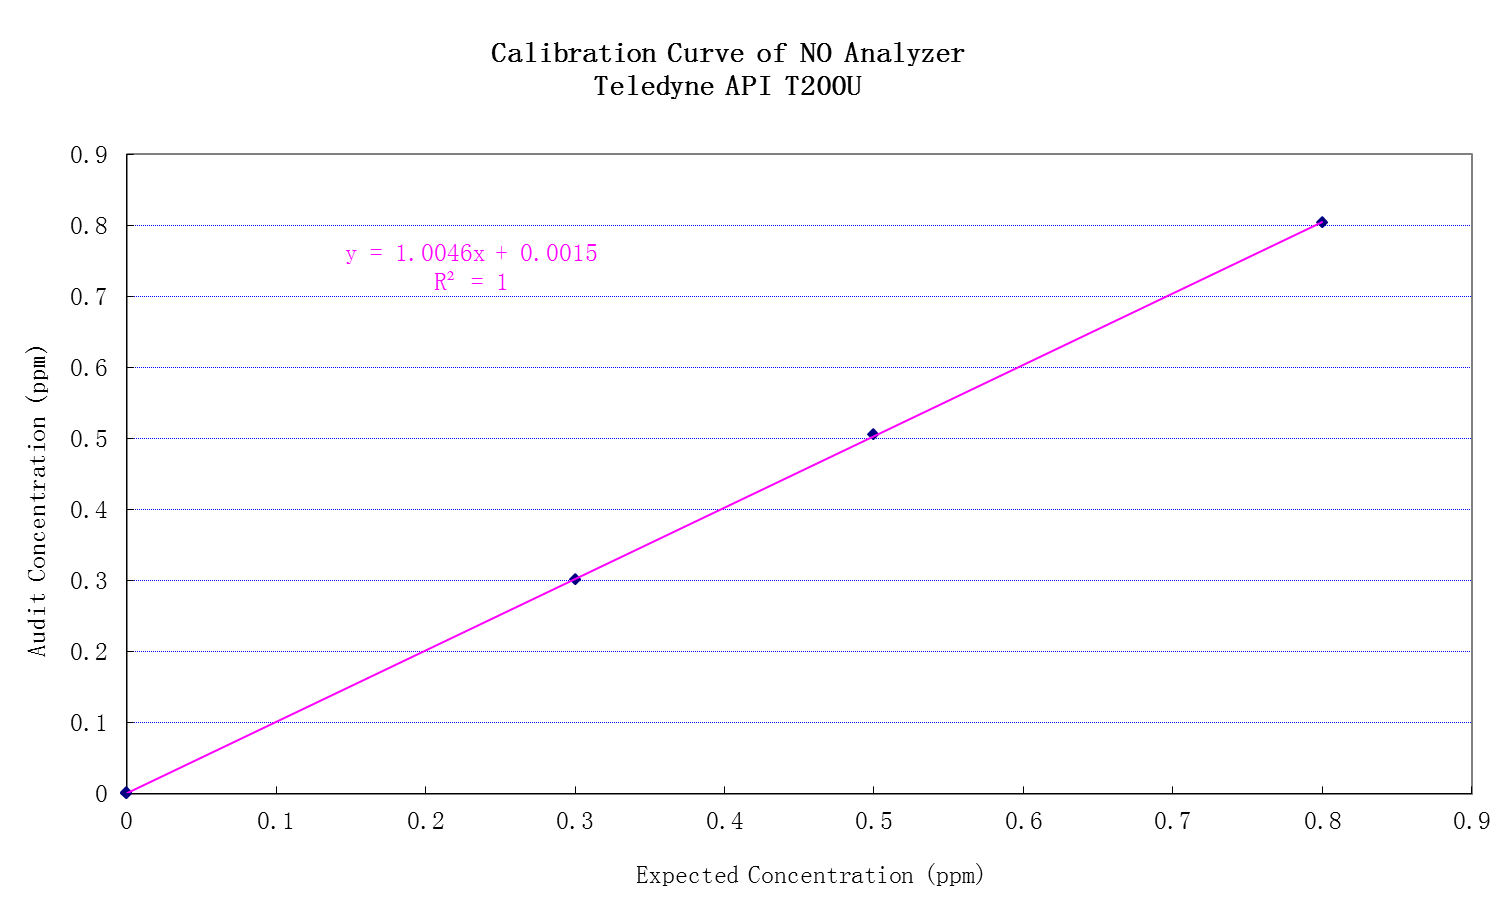 Calibration Curve of NO Analyzer
Teledyne API T200U
0.9
0.8
y = 1.0046x + 0.0015
R² = 1
0.7
0.6
0.5
0.4
0.3
0.2
0.1
0
Audit Concentration (ppm)
0 0.1 0.2 0.3 0.4 0.5 0.6 0.7 0.8 0.9
Expected Concentration (ppm)